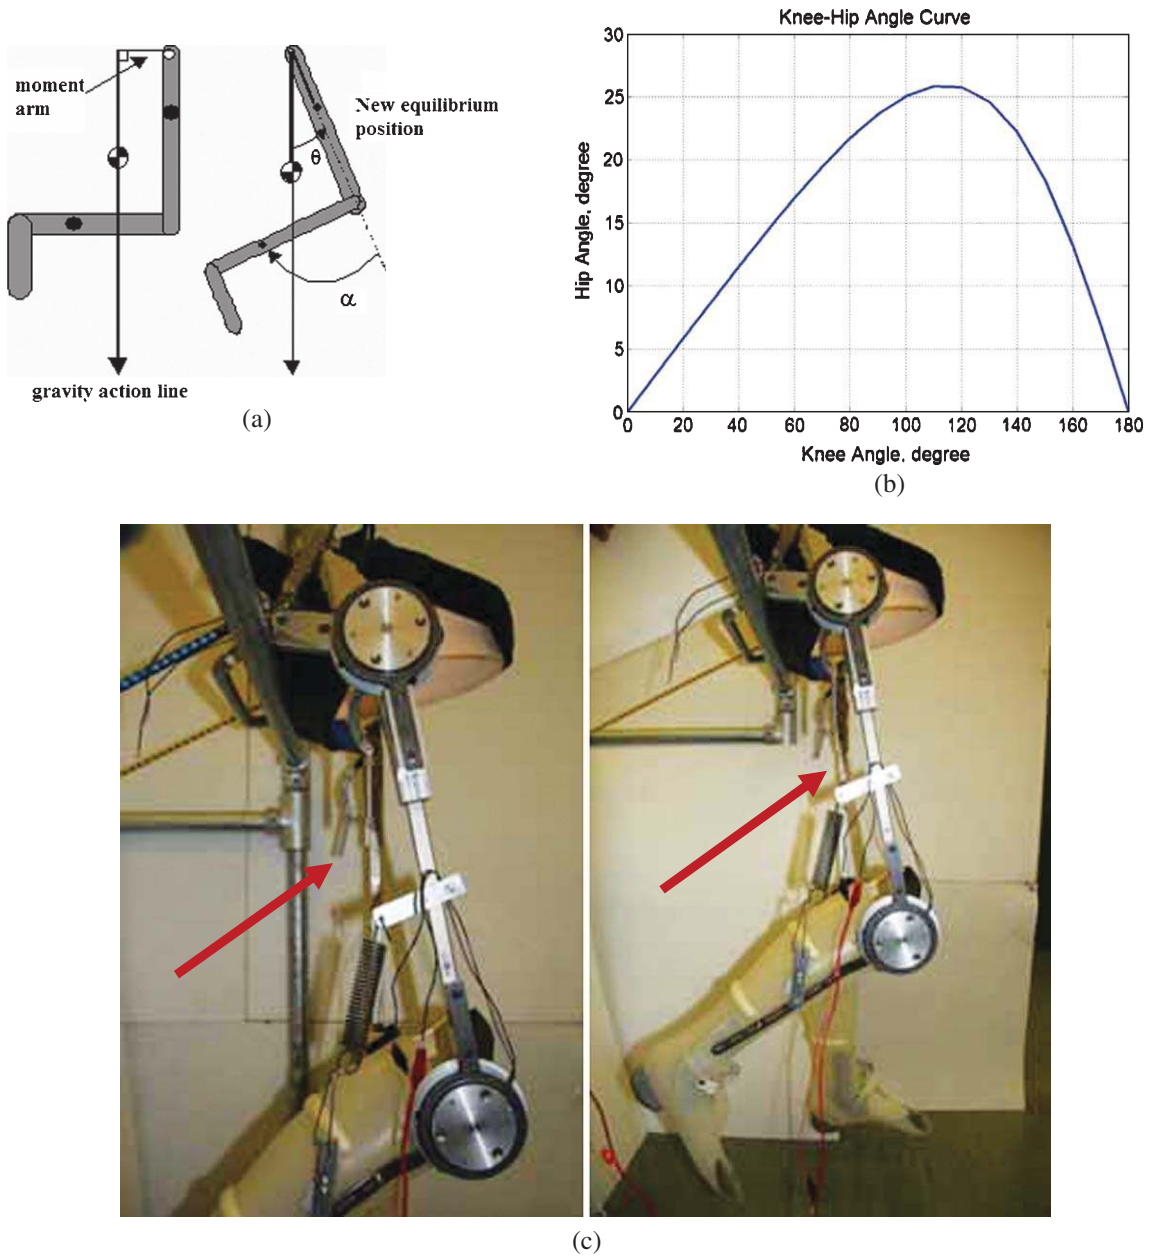 moment
arm
New equilibrium
position
θ
α
gravity action line
(a)
Knee-Hip Angle Curve
Hip Angle, degree
30
25
20
15
10
5
0
0 20 40 60 80 100 120 140 160 180
Knee Angle, degree
(b)
(c)